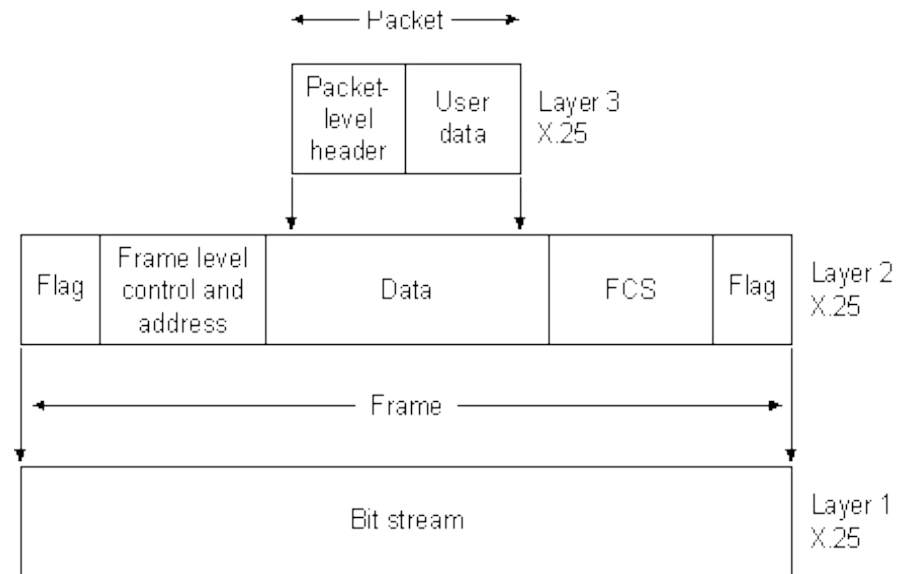 Packet
Packet-
level
header
User
data
Layer 3
X.25
Flag
Frame level
control and
address
Data
FCS
Flag
Layer 2
X.25
Frame
Bit stream
Layer 1
X.25